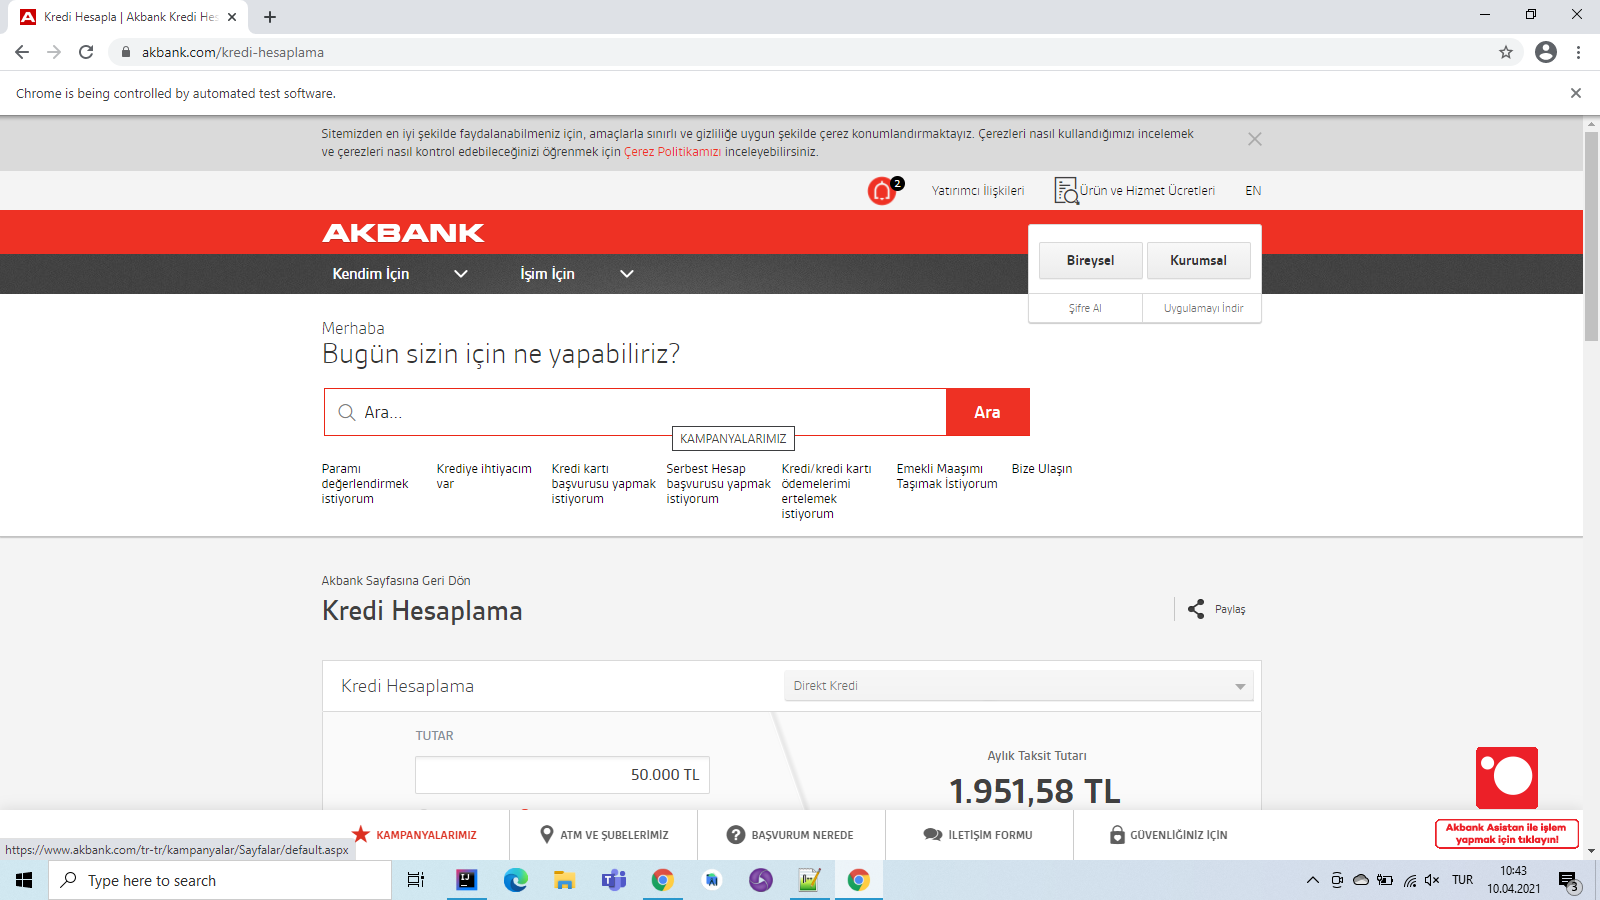 Kredi Hesapla | Akbank Kredi Hes
akbank.com/kredi-hesaplama
Chrome is being controlled by automated test software.
Sitemizden en iyi şekilde faydalanabilmeniz için, amaçlarla sınırlı ve gizliliğe uygun şekilde çerez konumlandırmaktayız. Çerezleri nasıl kullandığımızı incelemek
ve çerezleri nasıl kontrol edebileceğinizi öğrenmek için Çerez Politikamızı inceleyebilirsiniz.
2
Yatırımcı İlişkileri
Ürün ve Hizmet Ücretleri
EN
AKBANK
Kendim İçin
İşim İçin
Bireysel
Kurumsal
Şifre Al
Uygulamayı İndir
Merhaba
Bugün sizin için ne yapabiliriz?
Ara...
Ara
KAMPANYALARIMIZ
Paramı
değerlendirmek
istiyorum
Krediye ihtiyacım
var
Kredi kartı
başvurusu yapmak
istiyorum
Serbest Hesap
başvurusu yapmak
istiyorum
Kredi/kredi kartı
ödemelerimi
ertelemek
istiyorum
Emekli Maaşımı
Taşımak İstiyorum
Bize Ulaşın
Akbank Sayfasına Geri Dön
Kredi Hesaplama
Paylaş
Kredi Hesaplama
Direkt Kredi
TUTAR
50.000 TL
Aylık Taksit Tutarı
1.951,58 TL
KAMPANYALARIMIZ
ATM VE ŞUBELERİMİZ
BAŞVURUM NEREDE
İLETİŞİM FORMU
GÜVENLİĞİNİZ İÇİN
Akbank Asistan ile işlem
yapmak için tıklayın!
https://www.akbank.com/tr-tr/kampanyalar/Sayfalar/default.aspx
Type here to search
TUR
10:43
10.04.2021
3